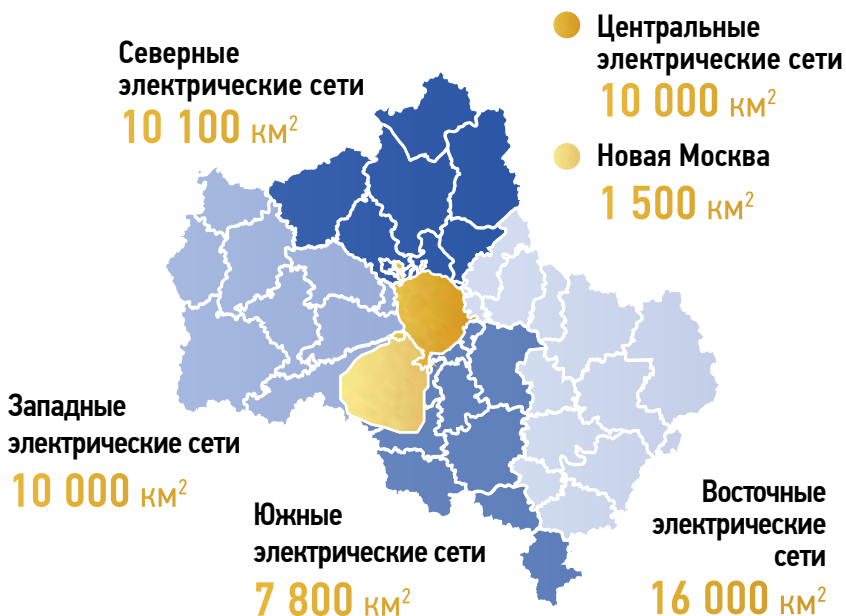 Северные
электрические сети
10 100 км²
Центральные
электрические сети
10 000 км²
Новая Москва
1 500 км²
Западные
электрические сети
10 000 км²
Южные
электрические сети
7 800 км²
Восточные
электрические
сети
16 000 км²